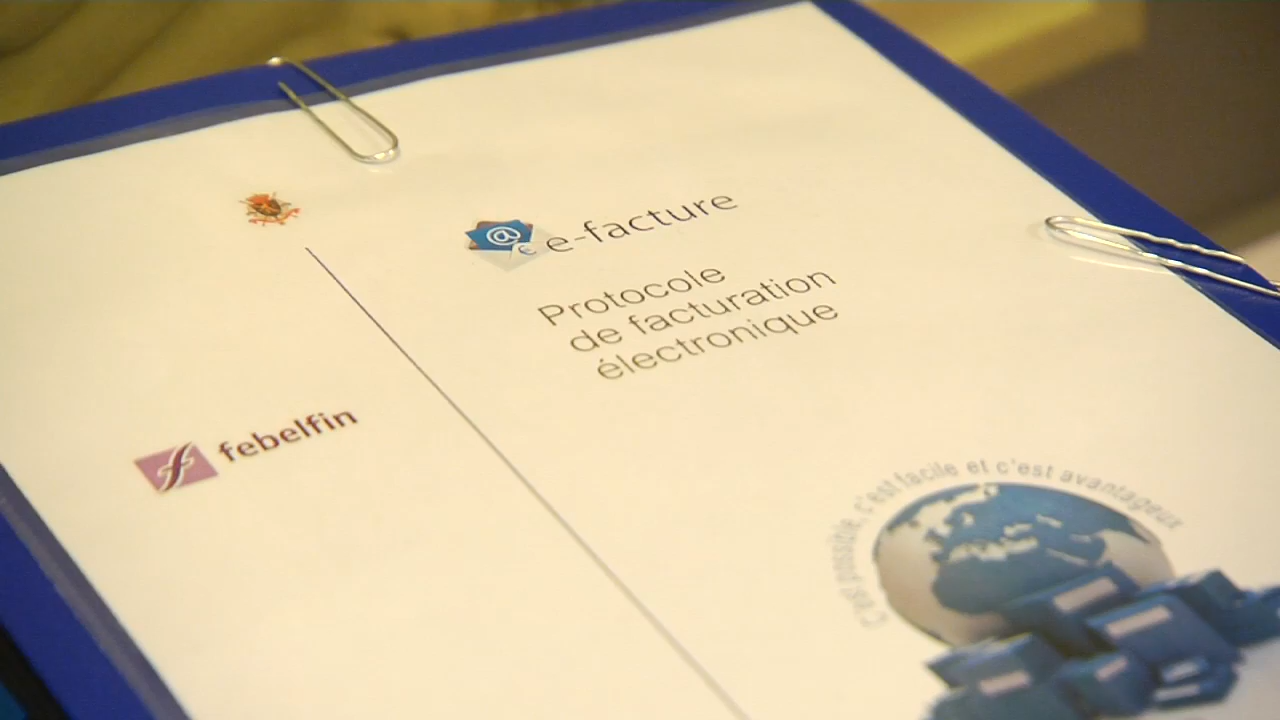 @ € e-facture
Protocole
de facturation
électronique
f febelfin
C'est possible, c'est facile et c'est avantageux